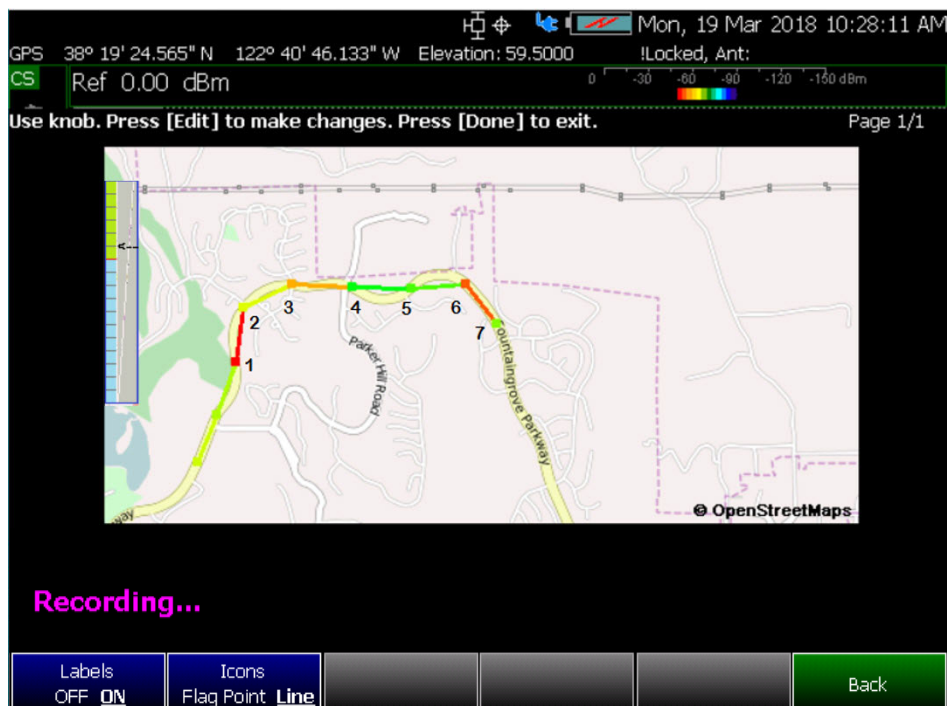 Mon, 19 Mar 2018 10:28:11 AM
GPS 38° 19' 24.565" N 122° 40' 46.133" W Elevation: 59.5000 !Locked, Ant:
CS
Ref 0.00 dBm
0 -30 -60 -90 -120 -150 dBm
Use knob. Press [Edit] to make changes. Press [Done] to exit. Page 1/1
3 4 5 6
2 7
1
Parker Hill Road
Fountaingrove Parkway
way
© OpenStreetMaps
Recording...
Labels
OFF ON
Icons
Flag Point Line
Back